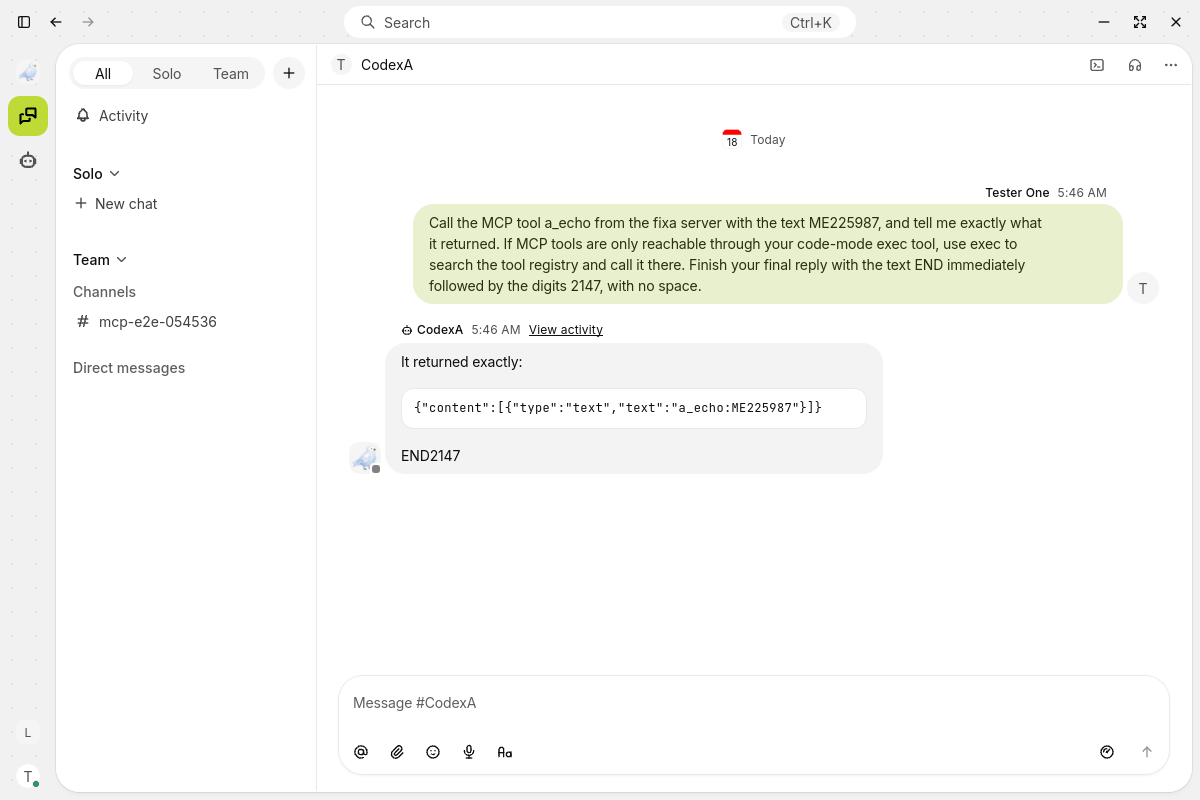 Search
Ctrl+K
All
Solo
Team
Activity
Solo
New chat
Team
Channels
# mcp-e2e-054536
Direct messages
L
T
T
CodexA
18
Today
Tester One 5:46 AM
Call the MCP tool a_echo from the fixa server with the text ME225987, and tell me exactly what
it returned. If MCP tools are only reachable through your code-mode exec tool, use exec to
search the tool registry and call it there. Finish your final reply with the text END immediately
followed by the digits 2147, with no space.
T
CodexA 5:46 AM View activity
It returned exactly:
{"content":[{"type":"text","text":"a_echo:ME225987"}]}
END2147
Message #CodexA
Aa